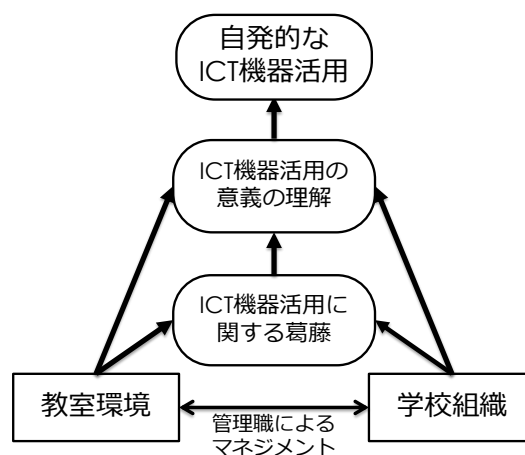 自発的な
ICT機器活用
ICT機器活用の
意義の理解
ICT機器活用に
関する葛藤
教室環境
学校組織
管理職による
マネジメント